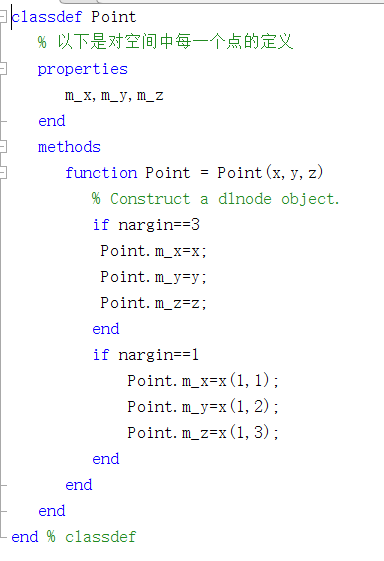 classdef Point
% 以下是对空间中每一个点的定义
properties
m_x,m_y,m_z
end
methods
function Point = Point(x,y,z)
% Construct a dlnode object.
if nargin==3
Point.m_x=x;
Point.m_y=y;
Point.m_z=z;
end
if nargin==1
Point.m_x=x(1,1);
Point.m_y=x(1,2);
Point.m_z=x(1,3);
end
end
end
end % classdef